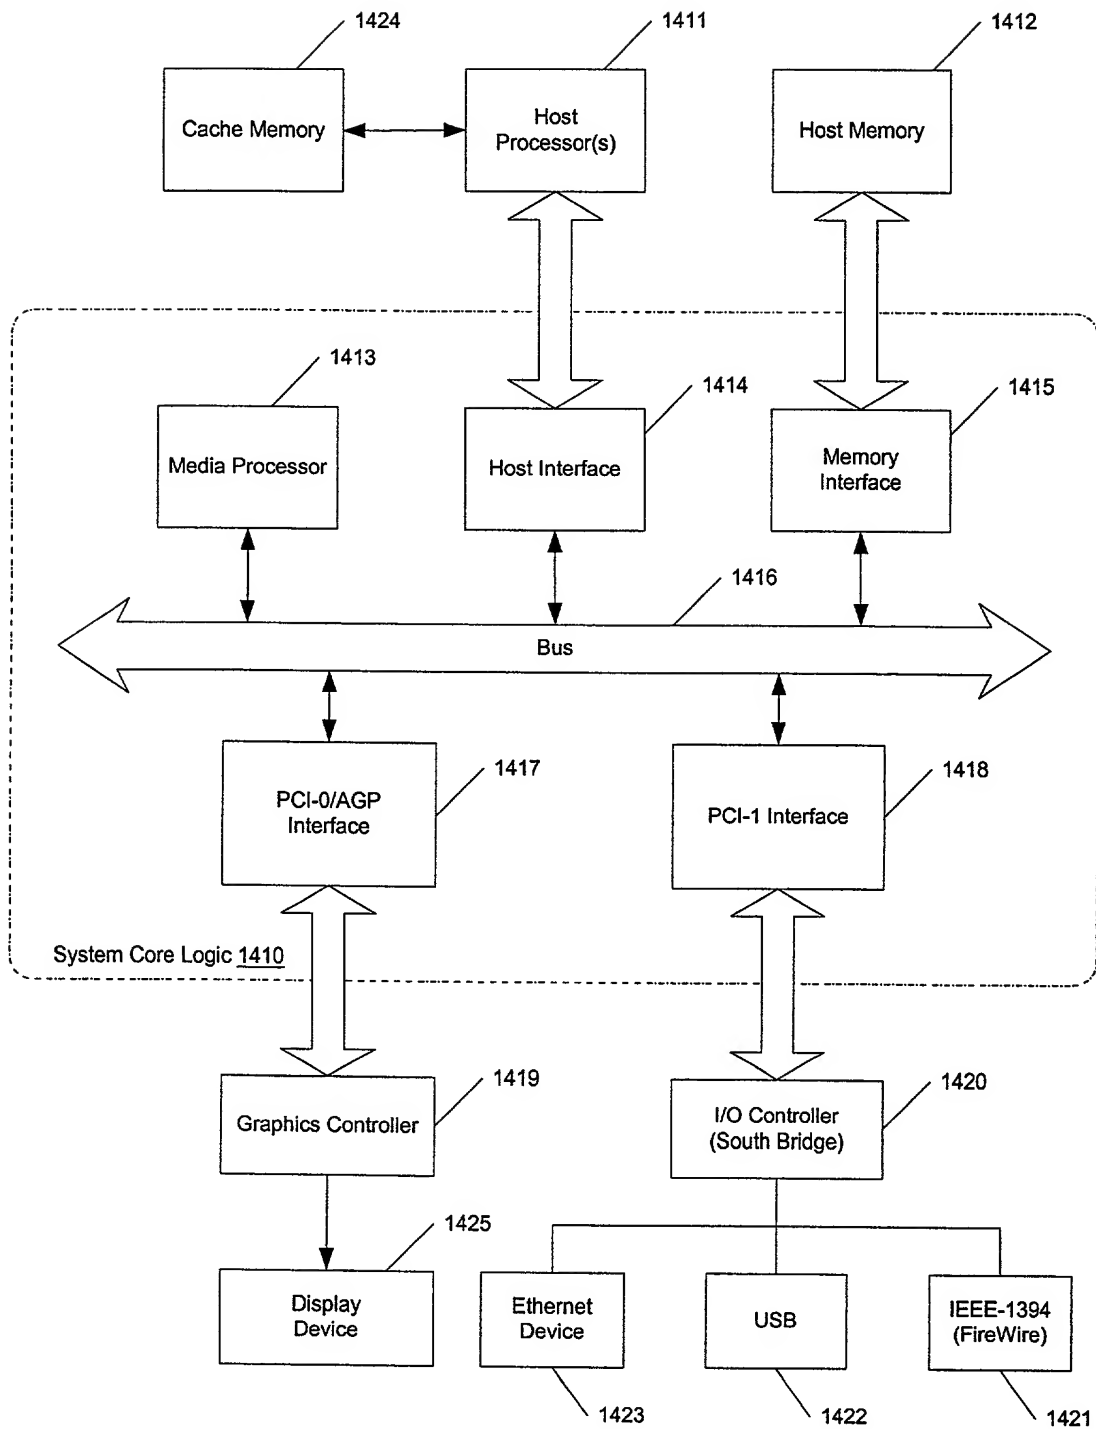 1424
1411
1412
Cache Memory
Host
Processor(s)
Host Memory
1413
1414
1415
Media Processor
Host Interface
Memory
Interface
1416
Bus
1417
1418
PCI-0/AGP
Interface
PCI-1 Interface
System Core Logic 1410
1419
1420
Graphics Controller
I/O Controller
(South Bridge)
1425
Display
Device
Ethernet
Device
USB
IEEE-1394
(FireWire)
1423
1422
1421